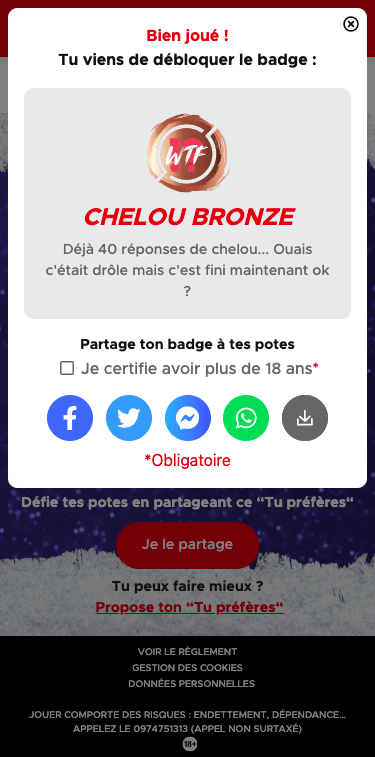 Bien joué !
Tu viens de débloquer le badge :
!?
WTF
CHELOU BRONZE
Déjà 40 réponses de chelou... Ouais
c'était drôle mais c'est fini maintenant ok
?
Partage ton badge à tes potes
Je certifie avoir plus de 18 ans*
*Obligatoire
Défie tes potes en partageant ce “Tu préfères“
Je le partage
Tu peux faire mieux ?
Propose ton “Tu préfères“
VOIR LE RÈGLEMENT
GESTION DES COOKIES
DONNÉES PERSONNELLES
JOUER COMPORTE DES RISQUES : ENDETTEMENT, DÉPENDANCE...
APPELEZ LE 0974751313 (APPEL NON SURTAXÉ)
18+